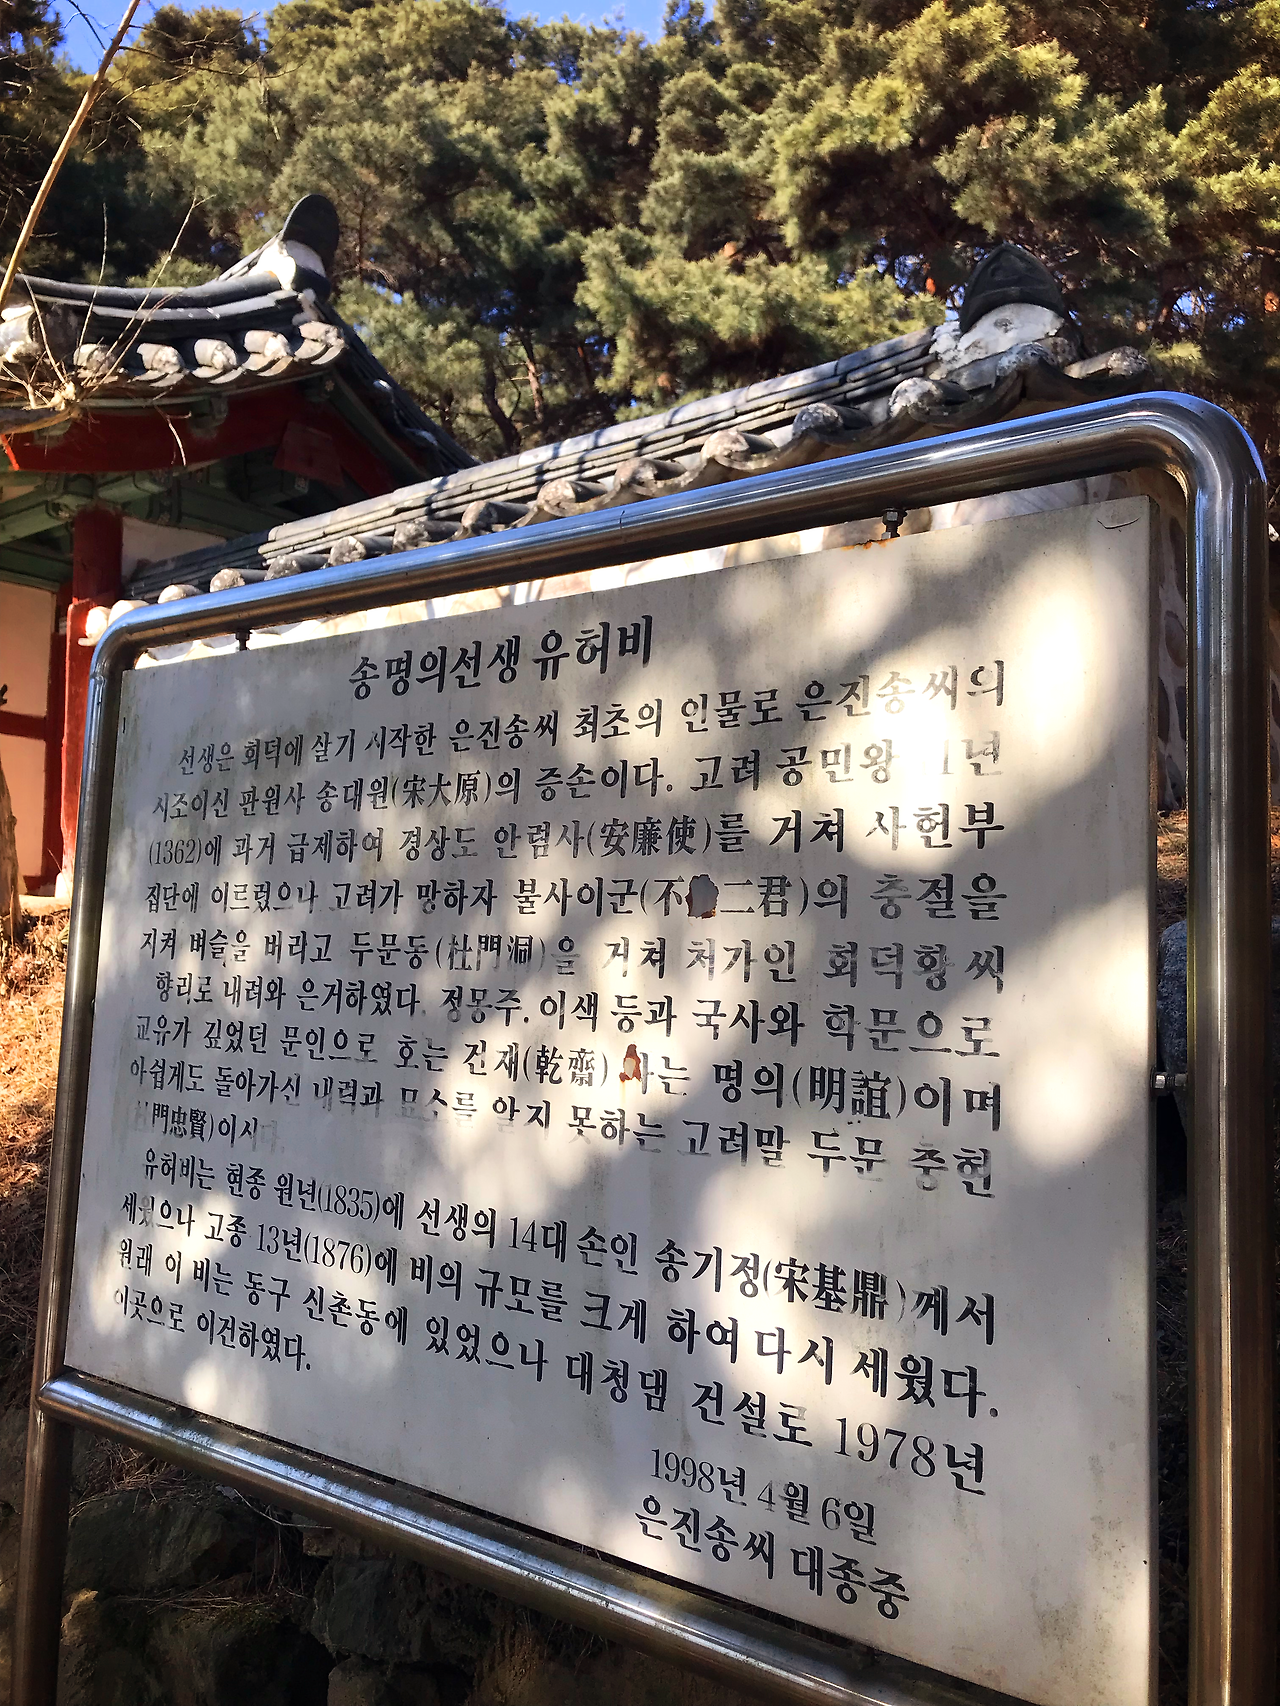 송명의선생 유허비
선생은 회덕에 살기 시작한 은진송씨 최초의 인물로 은진송씨의
시조이신 판원사 송대원(宋大原)의 증손이다. 고려 공민왕 1년
(1362)에 과거 급제하여 경상도 안렴사(安廉使)를 거쳐 사헌부
집단에 이르렀으나 고려가 망하자 불사이군(不 二君)의 충절을
지켜 벼슬을 버리고 두문동(杜門洞)을 거쳐 처가인 회덕황씨
향리로 내려와 은거하였다. 정몽주. 이색 등과 국사와 학문으로
교유가 깊었던 문인으로 호는 건재(乾齋) 는 명의(明誼)이며
아쉽게도 돌아가신 내력과 묘소를 알지 못하는 고려말 두문 충현
門忠賢)이시다
유허비는 현종 원년(1835)에 선생의 14대 손인 송기정(宋基鼎)께서
세웠으나 고종 13년(1876)에 비의 규모를 크게 하여 다시 세웠다.
원래 이 비는 동구 신촌동에 있었으나 대청댐 건설로 1978년
이곳으로 이건하였다.
1998년 4월 6일
은진송씨 대종중